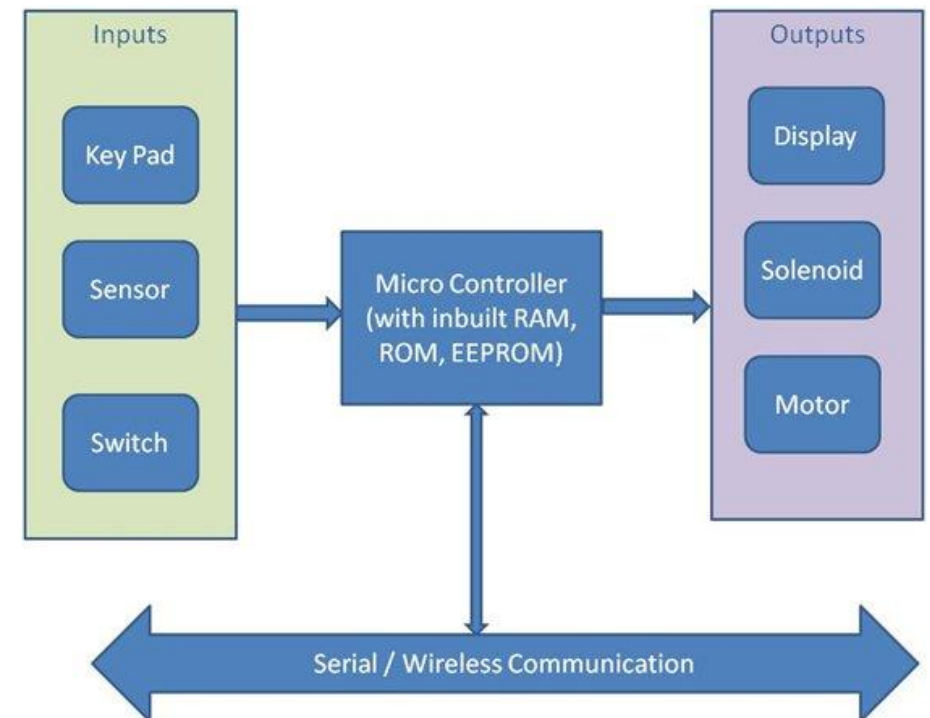 Inputs
Key Pad
Sensor
Switch
Micro Controller
(with inbuilt RAM,
ROM, EEPROM)
Outputs
Display
Solenoid
Motor
Serial / Wireless Communication